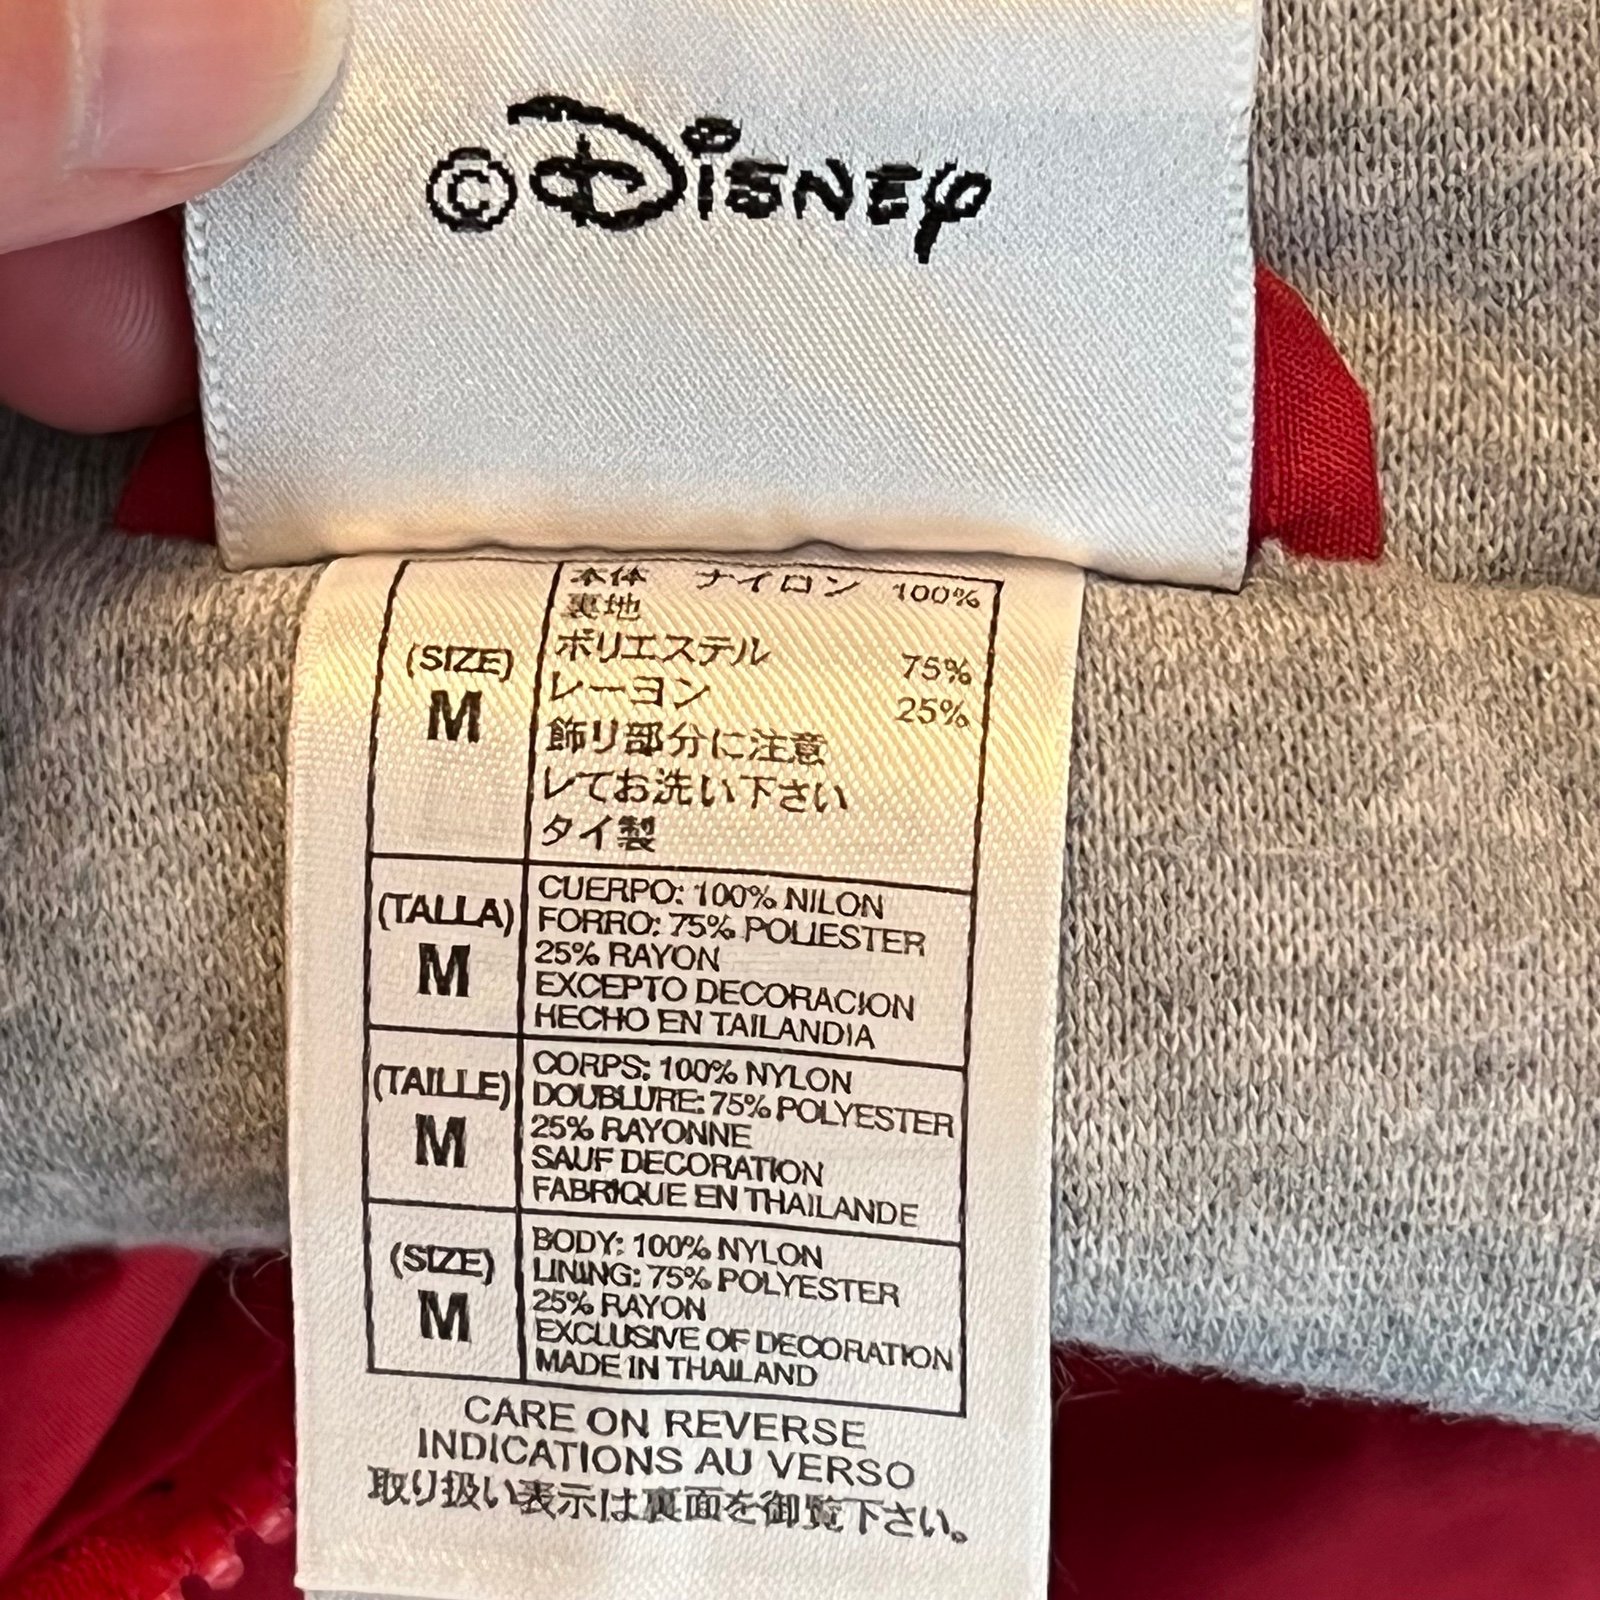 ©Disney
本体 ナイロン 100%
裏地
(SIZE)
M
ポリエステル 75%
レーヨン 25%
飾り部分に注意
してお洗い下さい
タイ製
(TALLA)
M
CUERPO: 100% NILON
FORRO: 75% POLIESTER
25% RAYON
EXCEPTO DECORACION
HECHO EN TAILANDIA
(TAILLE)
M
CORPS: 100% NYLON
DOUBLURE: 75% POLYESTER
25% RAYONNE
SAUF DECORATION
FABRIQUE EN THAILANDE
(SIZE)
M
BODY: 100% NYLON
LINING: 75% POLYESTER
25% RAYON
EXCLUSIVE OF DECORATION
MADE IN THAILAND
CARE ON REVERSE
INDICATIONS AU VERSO
取り扱い表示は裏面を御覧下さい。